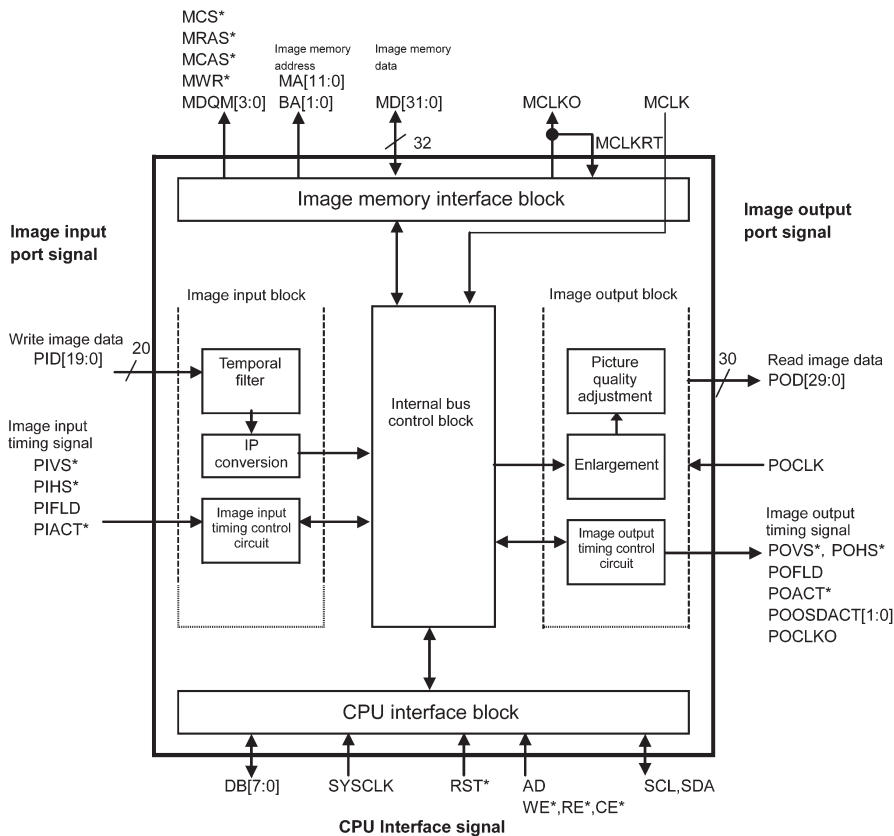 MCS*
MRAS*
MCAS*
MWR*
MDQM[3:0]
Image memory
address
MA[11:0]
BA[1:0]
Image memory
data
MD[31:0]
32
MCLKO
MCLK
MCLKRT
Image memory interface block
Image input
port signal
Image output
port signal
Image input block
Image output block
Write image data
PID[19:0]
20
Temporal
filter
IP
conversion
Image input
timing control
circuit
Image input
timing signal
PIVS*
PIHS*
PIFLD
PIACT*
Internal bus
control block
Picture
quality
adjustment
Enlargement
Image output
timing control
circuit
30
Read image data
POD[29:0]
POCLK
Image output
timing signal
POVS*, POHS*
POFLD
POACT*
POOSDACT[1:0]
POCLKO
CPU interface block
DB[7:0]
SYSCLK
RST*
AD
WE*,RE*,CE*
SCL,SDA
CPU Interface signal